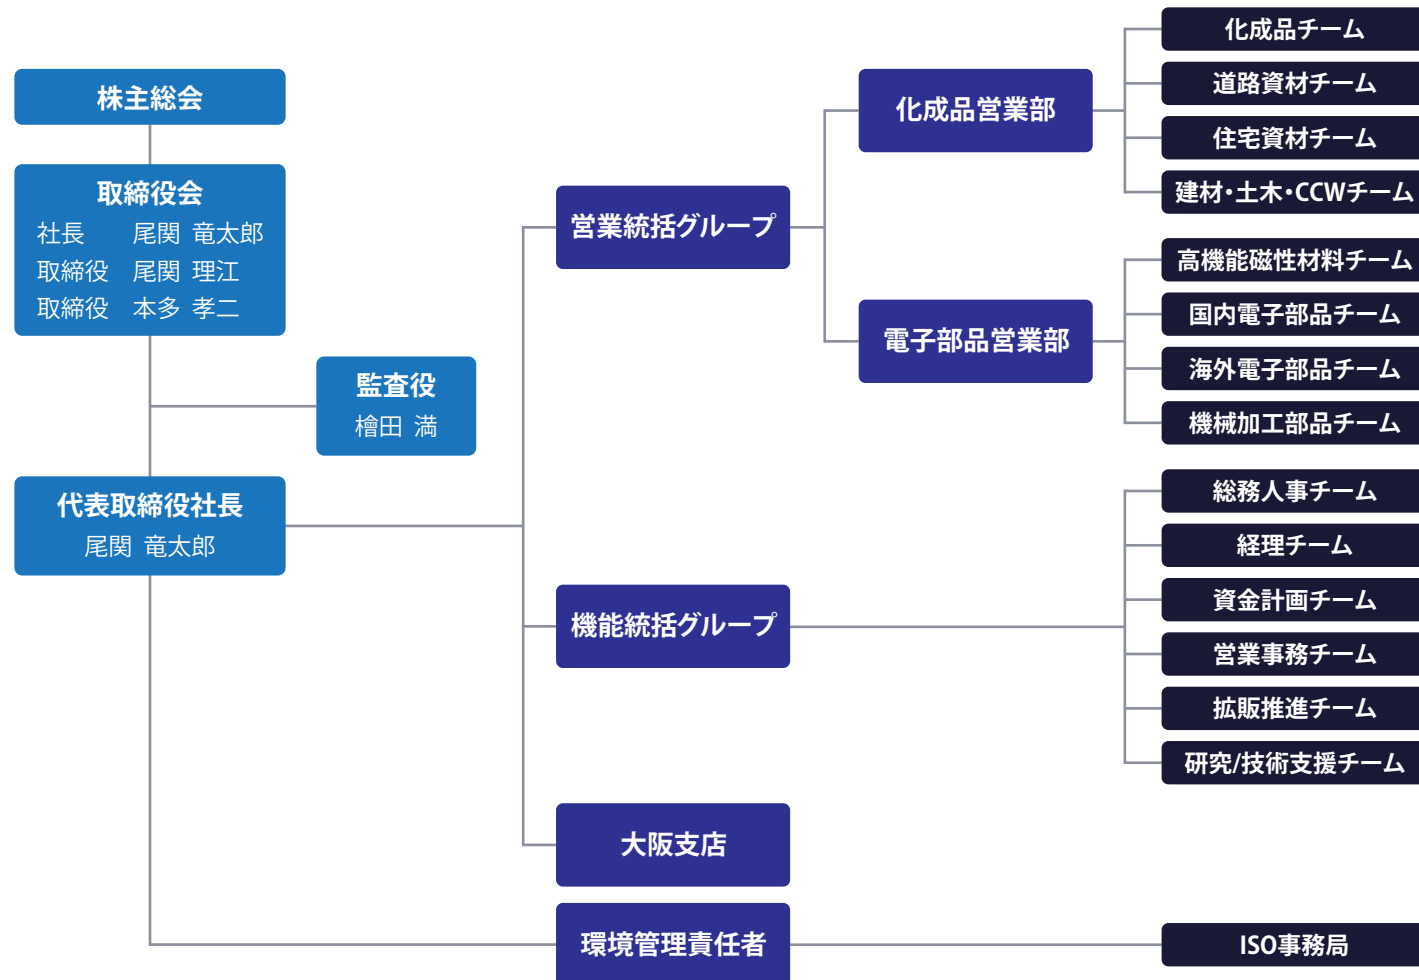 株主総会
取締役会
社長 尾関 竜太郎
取締役 尾関 理江
取締役 本多 孝二
監査役
檜田 満
代表取締役社長
尾関 竜太郎
営業統括グループ
機能統括グループ
大阪支店
環境管理責任者
化成品営業部
電子部品営業部
化成品チーム
道路資材チーム
住宅資材チーム
建材・土木・CCWチーム
高機能磁性材料チーム
国内電子部品チーム
海外電子部品チーム
機械加工部品チーム
総務人事チーム
経理チーム
資金計画チーム
営業事務チーム
拡販推進チーム
研究/技術支援チーム
ISO事務局